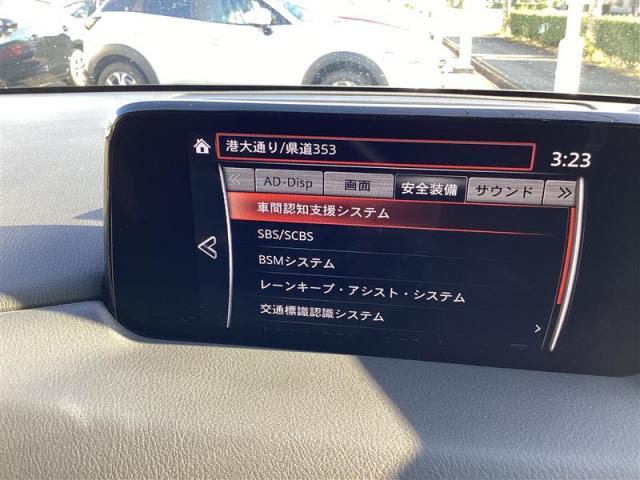 港大通り/県道353
3:23
AD-Disp 画面 安全装備 サウンド
車間認知支援システム
SBS/SCBS
BSMシステム
レーンキープ・アシスト・システム
交通標識認識システム